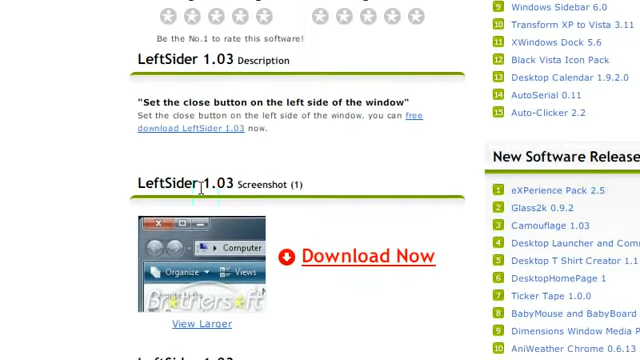 Be the No.1 to rate this software!
LeftSider 1.03 Description
"Set the close button on the left side of the window"
Set the close button on the left side of the window. you can free
download LeftSider 1.03 now.
LeftSider 1.03 Screenshot (1)
Computer
Organize
Views
Brothersoft
Download Now
View Larger
9 Windows Sidebar 6.0
10 Transform XP to Vista 3.11
11 XWindows Dock 5.6
12 Black Vista Icon Pack
13 Desktop Calendar 1.9.2.0
14 AutoSerial 0.11
15 Auto-Clicker 2.2
New Software Release
1 eXPerience Pack 2.5
2 Glass2k 0.9.2
3 Camouflage 1.03
4 Desktop Launcher and Com
5 Desktop T Shirt Creator 1.1
6 DesktopHomePage 1
7 Ticker Tape 1.0.0
8 BabyMouse and BabyBoard
9 Dimensions Window Media P
10 AniWeather Chrome 0.6.13